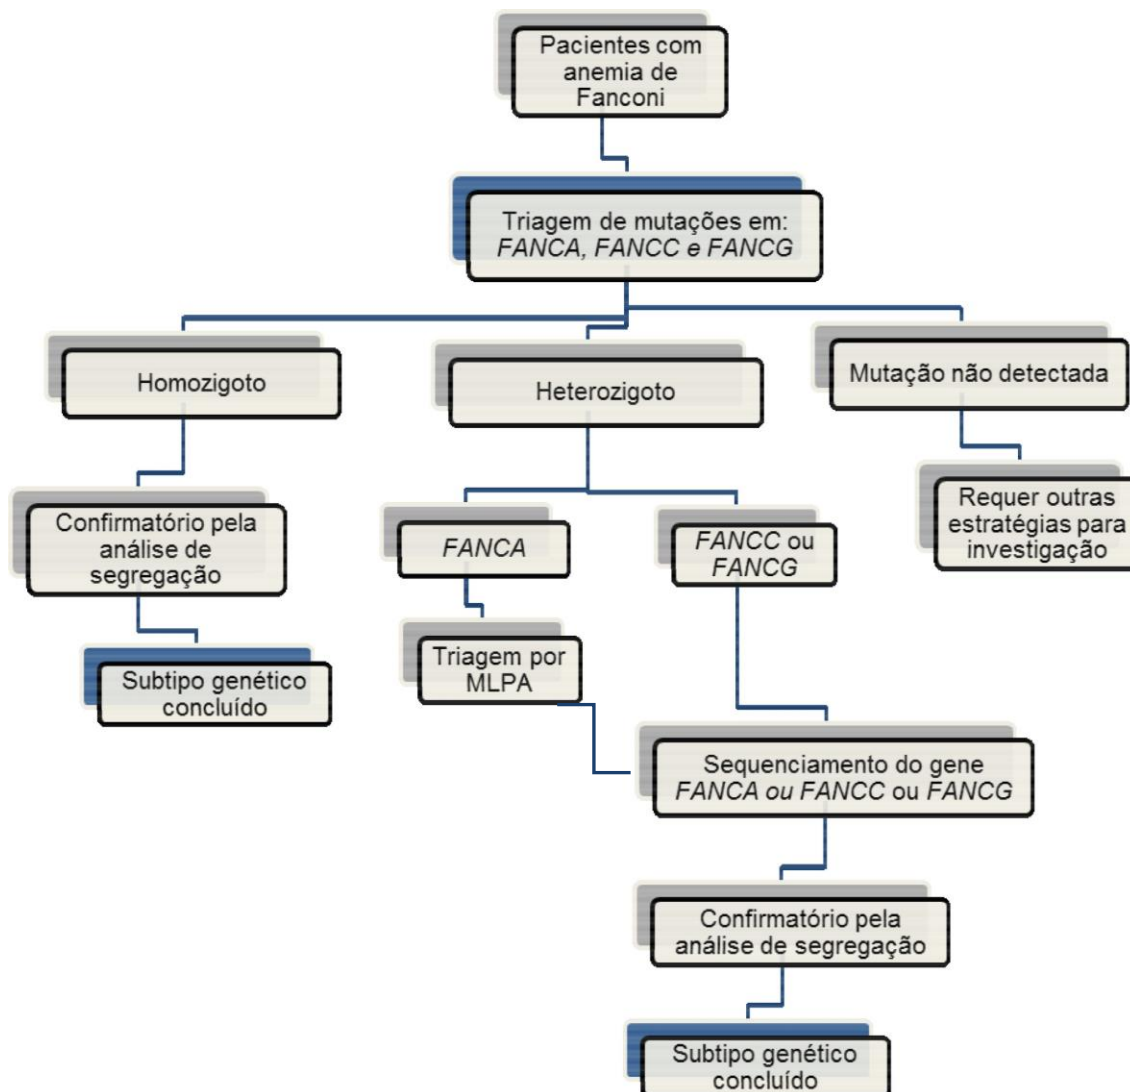 Pacientes com
anemia de
Fanconi
Triagem de mutações em:
FANCA, FANCC e FANCG
Homozigoto
Heterozigoto
Mutação não detectada
Confirmatório pela
análise de
segregação
FANCA
FANCC ou
FANCG
Requer outras
estratégias para
investigação
Subtipo genético
concluído
Triagem por
MLPA
Sequenciamento do gene
FANCA ou FANCC ou FANCG
Confirmatório pela
análise de segregação
Subtipo genético
concluído